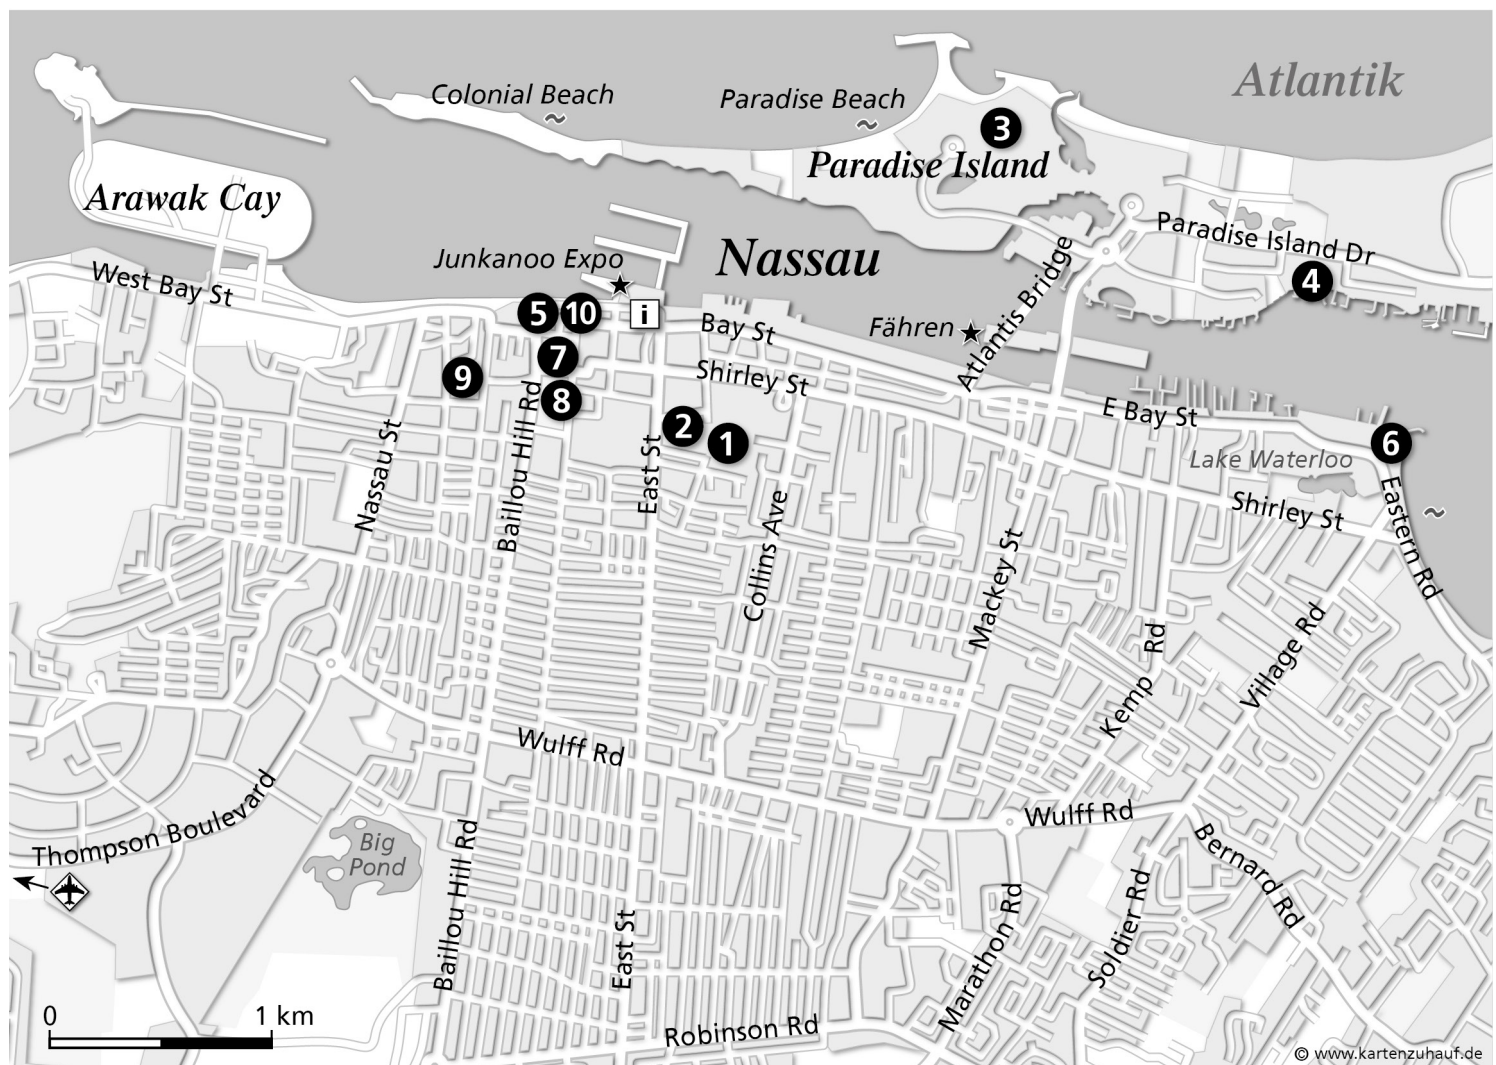 Atlantik
Colonial Beach
Paradise Beach
3
Paradise Island
Arawak Cay
Paradise Island Dr
Junkanoo Expo
Nassau
Atlantis Bridge
West Bay St
4
5
10
i
Bay St
Fähren
7
Shirley St
9
8
E Bay St
2
1
6
Lake Waterloo
Nassau St
Baillou Hill Rd
East St
Shirley St
Eastern Rd
Collins Ave
Mackey St
Kemp Rd
Village Rd
Wulff Rd
Wulff Rd
Thompson Boulevard
Big
Pond
Baillou Hill Rd
East St
Bernard Rd
Soldier Rd
Marathon Rd
0 1 km
Robinson Rd
© www.kartenzuhauf.de